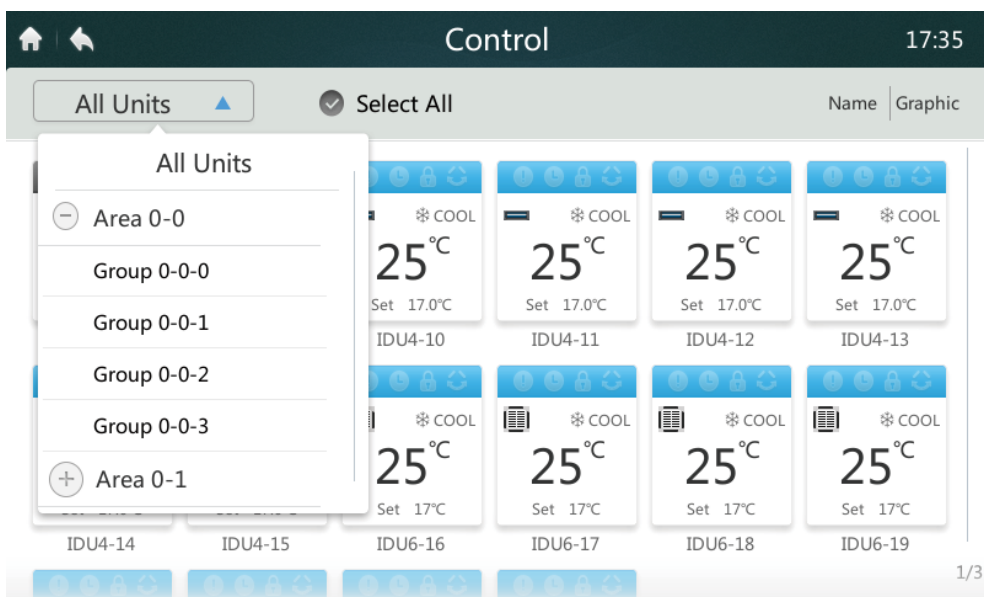 Control
17:35
All Units
Select All
Name
Graphic
All Units
Area 0-0
Group 0-0-0
Group 0-0-1
Group 0-0-2
Group 0-0-3
Area 0-1
COOL COOL COOL COOL
25°C 25°C 25°C 25°C
Set 17.0°C Set 17.0°C Set 17.0°C Set 17.0°C
IDU4-10 IDU4-11 IDU4-12 IDU4-13
COOL COOL COOL COOL
25°C 25°C 25°C 25°C
Set 17°C Set 17°C Set 17°C Set 17°C
IDU4-14 IDU4-15 IDU6-16 IDU6-17 IDU6-18 IDU6-19
1/3